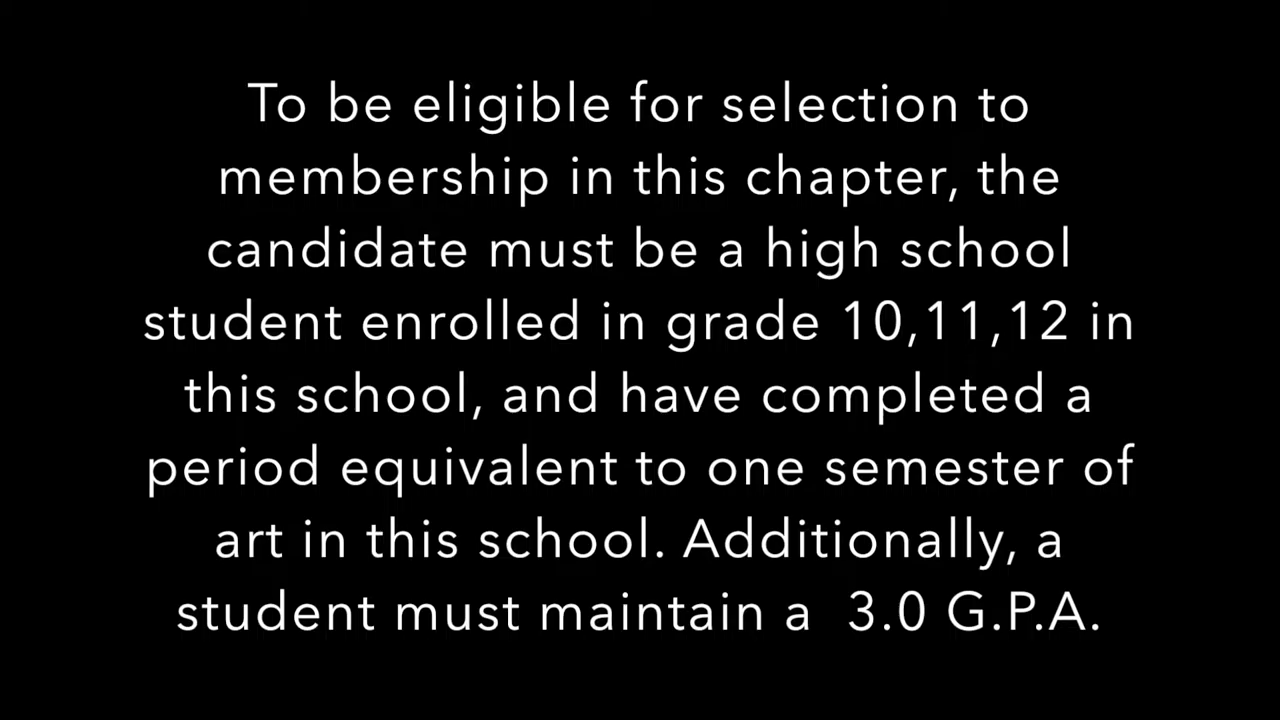 To be eligible for selection to
membership in this chapter, the
candidate must be a high school
student enrolled in grade 10,11,12 in
this school, and have completed a
period equivalent to one semester of
art in this school. Additionally, a
student must maintain a  3.0 G.P.A.